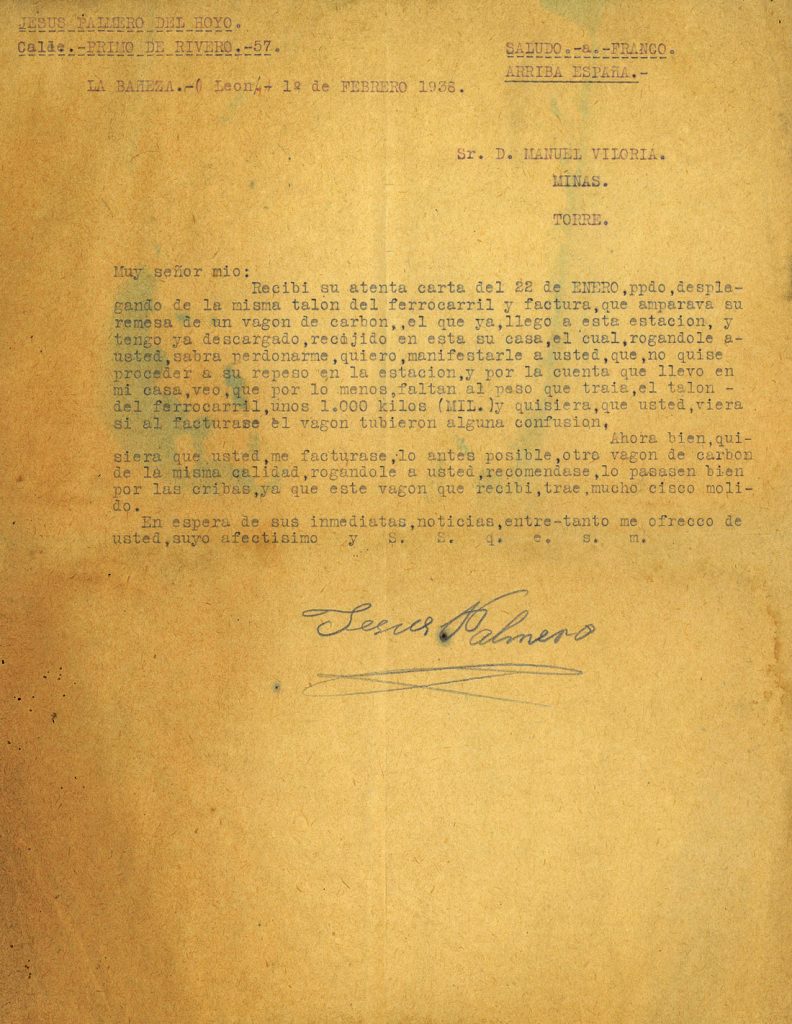 JESUS PALMERO DEL HOYO.
Calde.-PRIMO DE RIVERO.-57.
SALUDO.-a.-FRANCO.
ARRIBA ESPAÑA.-
LA BAÑEZA.-( Leon - 1º de FEBRERO 1938.
Sr. D. MANUEL VILORIA.
MINAS.
TORRE.
Muy señor mio:
Recibi su atenta carta del 22 de ENERO,ppdo,despla-
gando de la misma talon del ferrocarril y factura,que amparava su
remesa de un vagon de carbon,,el que ya,llego a esta estacion, y
tengo ya descargado,recojido en esta su casa,el cual,rogandole a-
usted,sabra perdonarme,quiero,manifestarle a usted,que,no quise
proceder a su repeso en la estacion,y por la cuenta que llevo en
mi casa,veo,que por lo menos,faltan al paso que traia,el talon -
del ferrocarril,unos 1.000 kilos (MIL.)y quisiera,que usted,viera
si al facturase el vagon tubieron alguna confusion,
Ahora bien,qui-
siera que usted,me facturase,lo antes posible,otro vagon de carbon
de la misma calidad,rogandole a usted,recomendase,lo pasasen bien
por las cribas,ya que este vagon que recibi,trae,mucho cisco moli-
do.
En espera de sus inmediatas,noticias,entre-tanto me ofrecco de
usted,suyo afectisimo y S. S. q. e. s. m.
Jesus Palmero